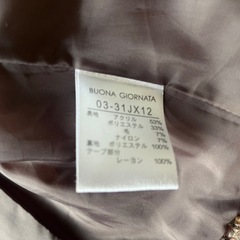 BUONA GIORNATA
03-31JX12
表地 アクリル 53%
ポリエステル 33%
毛 7%
ナイロン 7%
裏地 ポリエステル 100%
テープ部分
レーヨン 100%